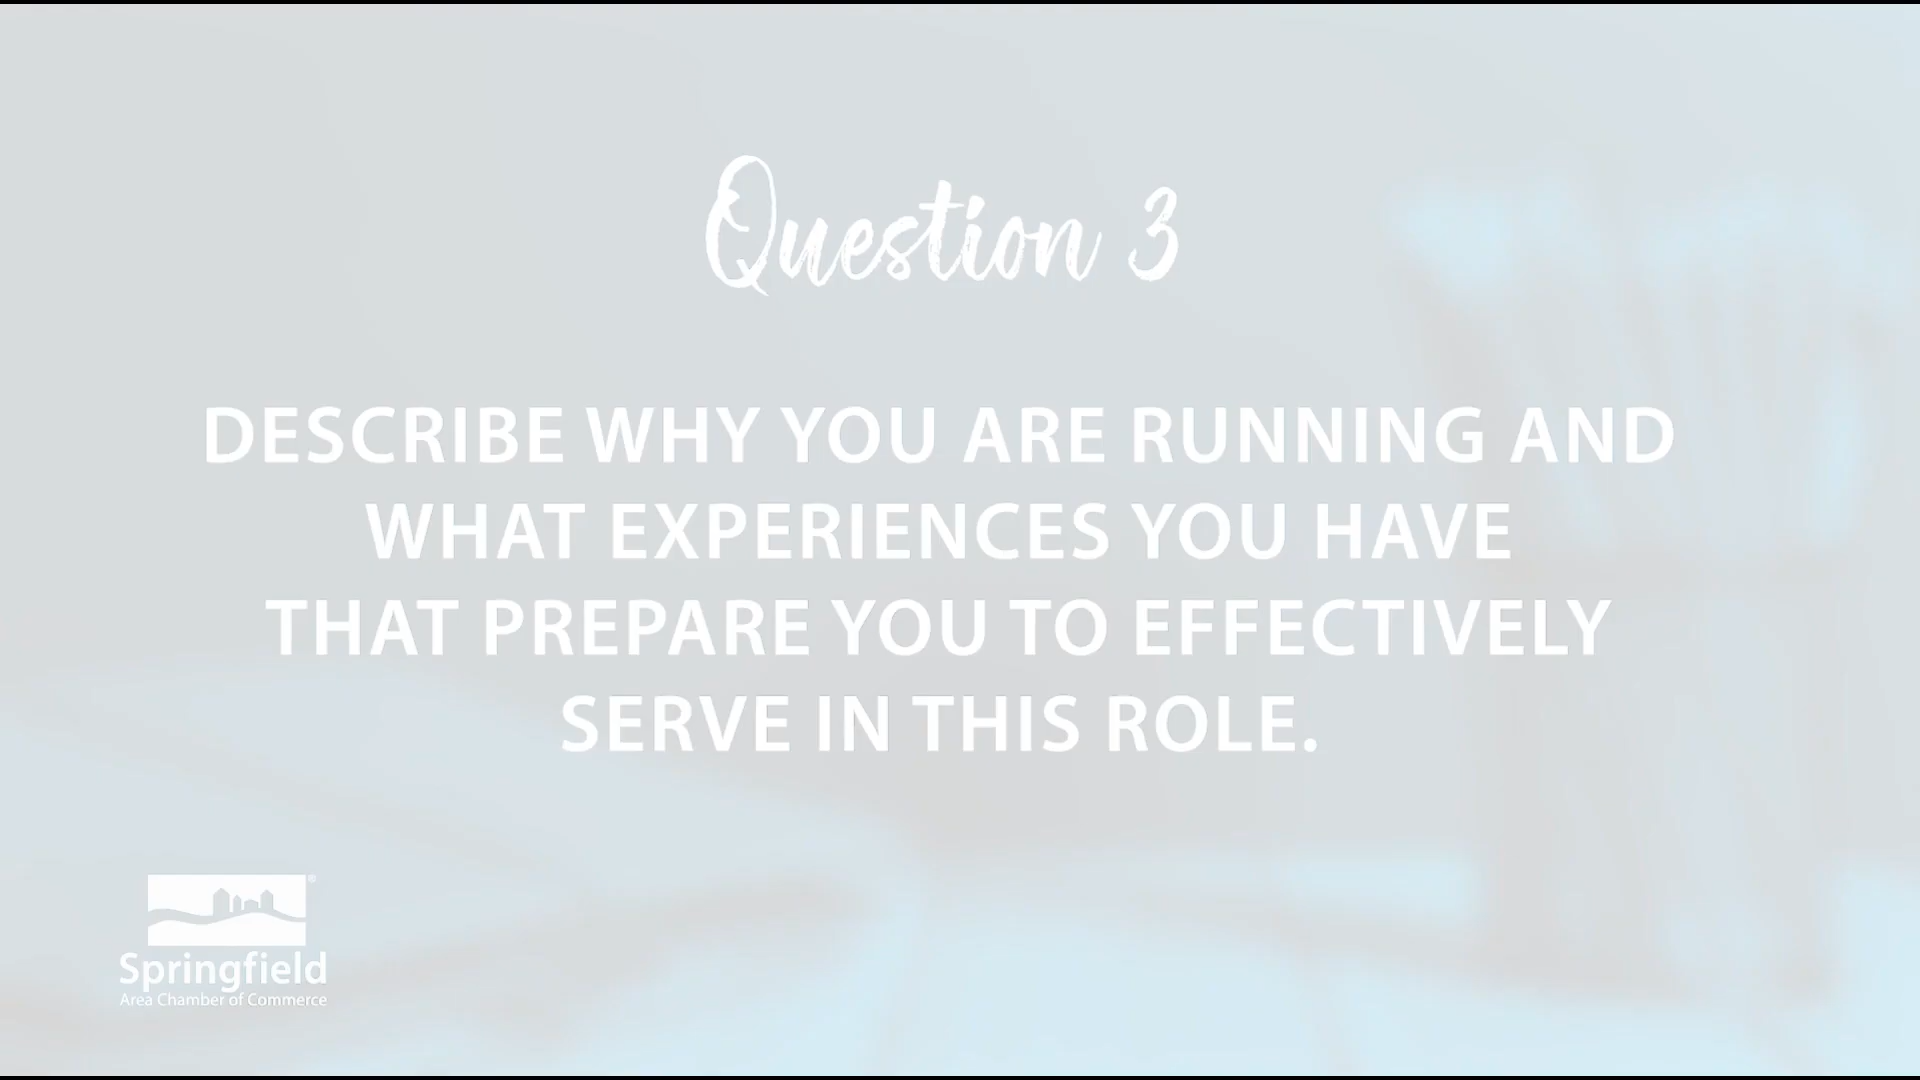 Question 3
DESCRIBE WHY YOU ARE RUNNING AND
WHAT EXPERIENCES YOU HAVE
THAT PREPARE YOU TO EFFECTIVELY
SERVE IN THIS ROLE.
®
Springfield
Area Chamber of Commerce